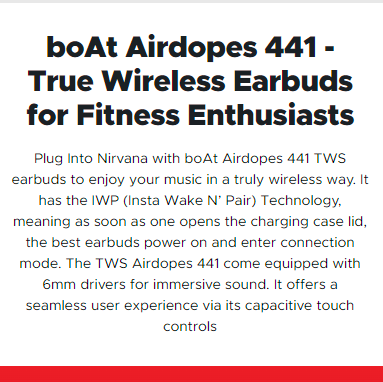 boAt Airdopes 441 -
True Wireless Earbuds
for Fitness Enthusiasts
Plug Into Nirvana with boAt Airdopes 441 TWS
earbuds to enjoy your music in a truly wireless way. It
has the IWP (Insta Wake N’ Pair) Technology,
meaning as soon as one opens the charging case lid,
the best earbuds power on and enter connection
mode. The TWS Airdopes 441 come equipped with
6mm drivers for immersive sound. It offers a
seamless user experience via its capacitive touch
controls